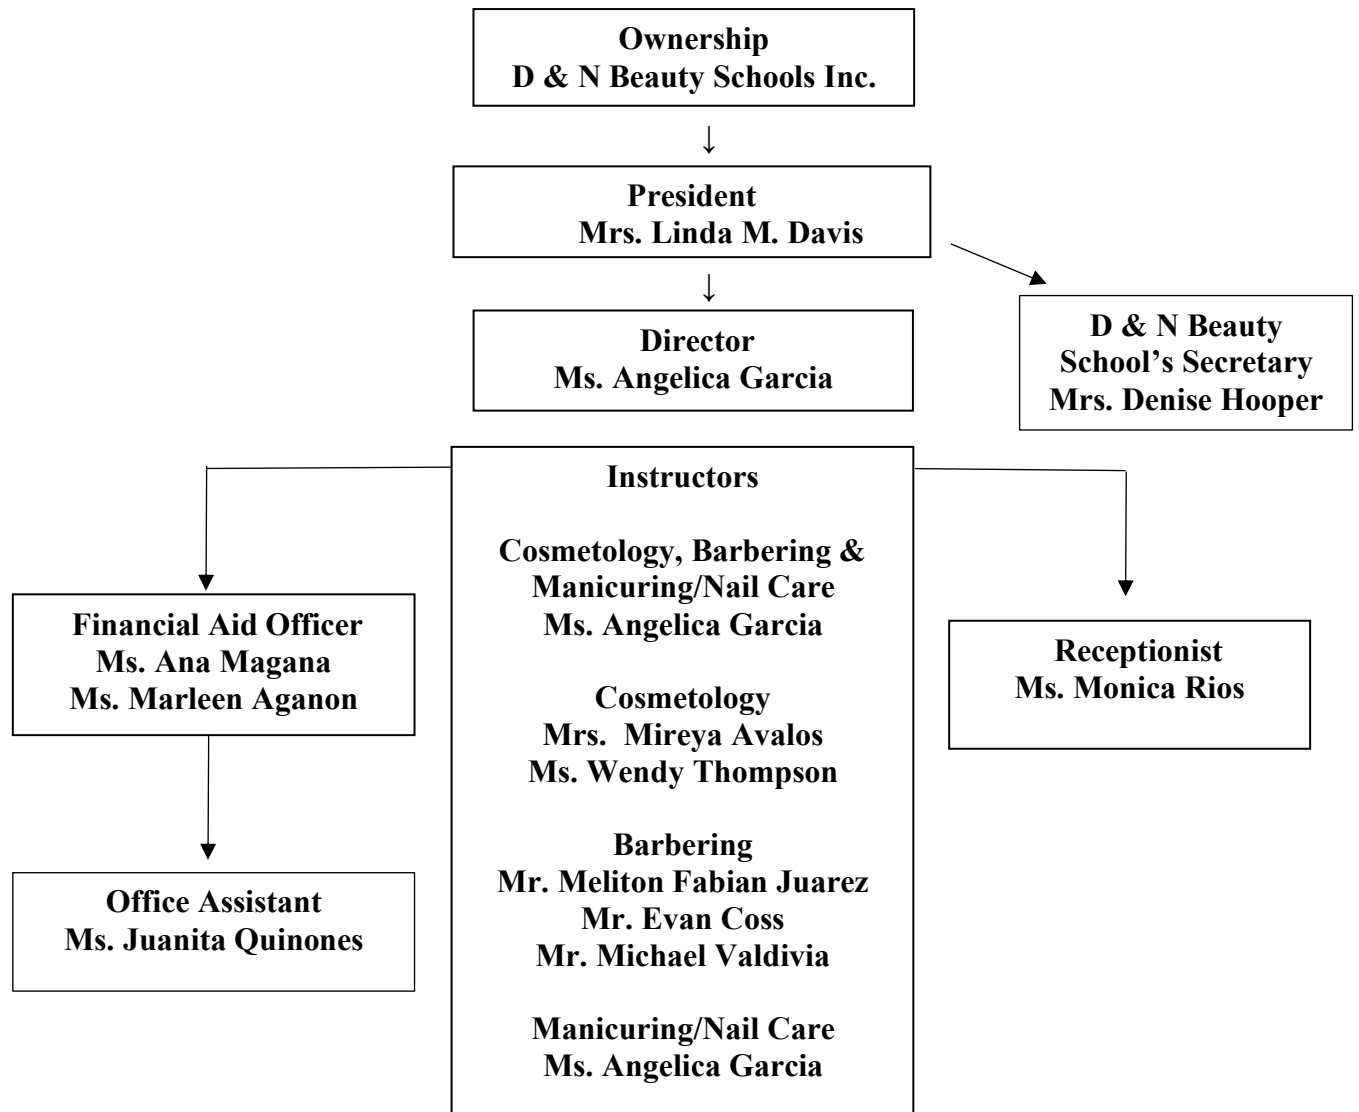 Ownership
D & N Beauty Schools Inc.
↓
President
Mrs. Linda M. Davis
↓
Director
Ms. Angelica Garcia
D & N Beauty
School’s Secretary
Mrs. Denise Hooper
Instructors
Cosmetology, Barbering &
Manicuring/Nail Care
Ms. Angelica Garcia
Cosmetology
Mrs.  Mireya Avalos
Ms. Wendy Thompson
Barbering
Mr. Meliton Fabian Juarez
Mr. Evan Coss
Mr. Michael Valdivia
Manicuring/Nail Care
Ms. Angelica Garcia
Financial Aid Officer
Ms. Ana Magana
Ms. Marleen Aganon
Receptionist
Ms. Monica Rios
Office Assistant
Ms. Juanita Quinones